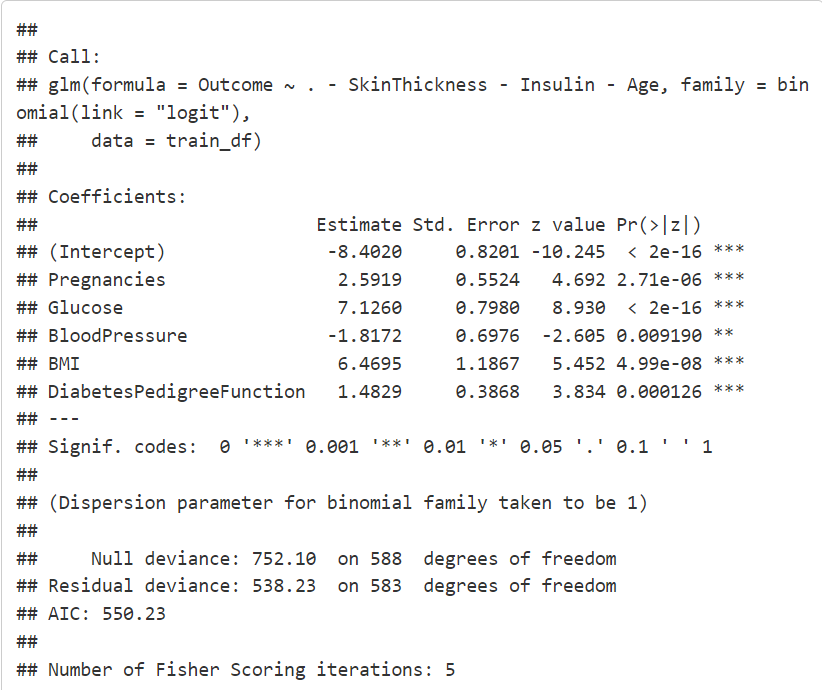 ##
## Call:
## glm(formula = Outcome ~ . - SkinThickness - Insulin - Age, family = bin
omial(link = "logit"),
##     data = train_df)
##
## Coefficients:
##                          Estimate Std. Error z value Pr(>|z|)
## (Intercept)               -8.4020     0.8201 -10.245  < 2e-16 ***
## Pregnancies                2.5919     0.5524   4.692 2.71e-06 ***
## Glucose                    7.1260     0.7980   8.930  < 2e-16 ***
## BloodPressure             -1.8172     0.6976  -2.605 0.009190 **
## BMI                        6.4695     1.1867   5.452 4.99e-08 ***
## DiabetesPedigreeFunction   1.4829     0.3868   3.834 0.000126 ***
## ---
## Signif. codes:  0 '***' 0.001 '**' 0.01 '*' 0.05 '.' 0.1 ' ' 1
##
## (Dispersion parameter for binomial family taken to be 1)
##
##     Null deviance: 752.10  on 588  degrees of freedom
## Residual deviance: 538.23  on 583  degrees of freedom
## AIC: 550.23
##
## Number of Fisher Scoring iterations: 5